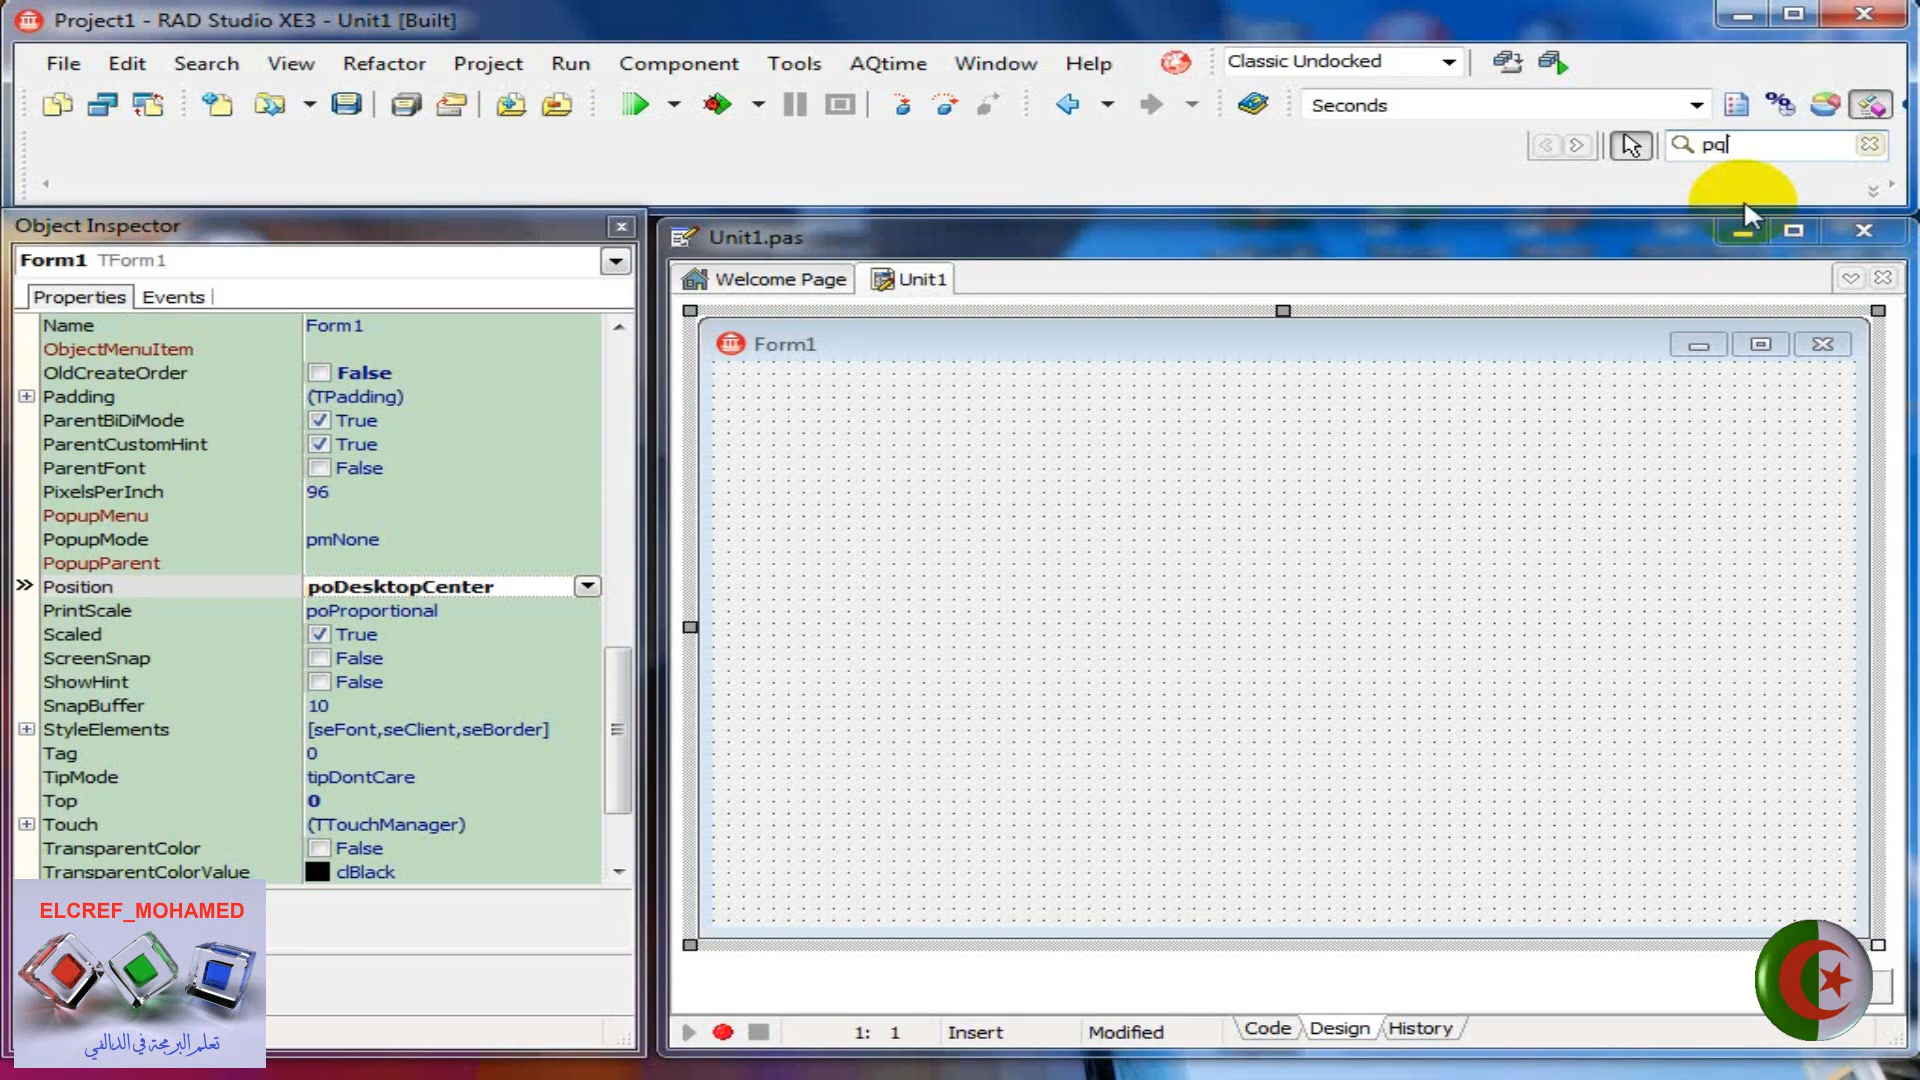 Project1 - RAD Studio XE3 - Unit1 [Built]
File Edit Search View Refactor Project Run Component Tools AQtime Window Help
Classic Undocked
Seconds
pq
Object Inspector
Form1 TForm1
Properties Events
Name Form1
ObjectMenuItem
OldCreateOrder False
Padding (TPadding)
ParentBiDiMode True
ParentCustomHint True
ParentFont False
PixelsPerInch 96
PopupMenu
PopupMode pmNone
PopupParent
Position poDesktopCenter
PrintScale poProportional
Scaled True
ScreenSnap False
ShowHint False
SnapBuffer 10
StyleElements [seFont,seClient,seBorder]
Tag 0
TipMode tipDontCare
Top 0
Touch (TTouchManager)
TransparentColor False
TransparentColorValue clBlack
ELCREF_MOHAMED
تعلم البرمجة في الدالفي
Unit1.pas
Welcome Page Unit1
Form1
1: 1 Insert Modified Code Design History